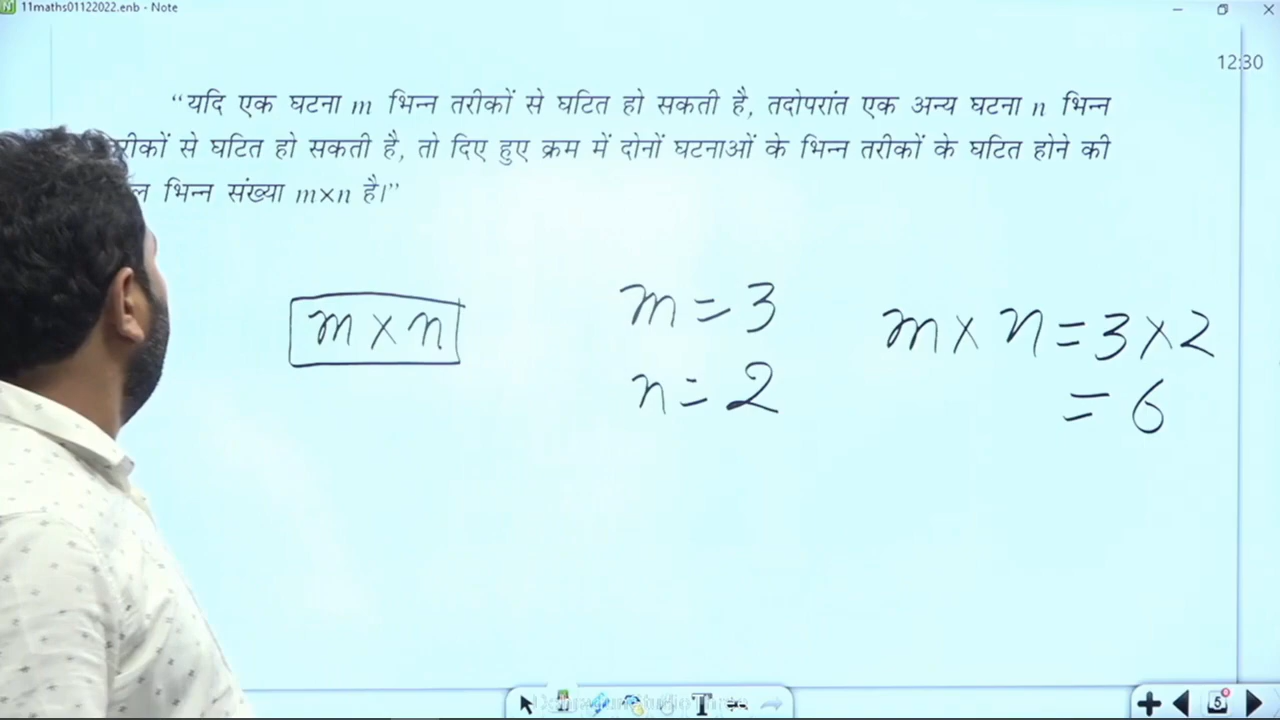 11maths01122022.enb - Note
12:30
“यदि एक घटना m भिन्न तरीकों से घटित हो सकती है, तदोपरांत एक अन्य घटना n भिन्न
रीकों से घटित हो सकती है, तो दिए हुए क्रम में दोनों घटनाओं के भिन्न तरीकों के घटित होने की
ल भिन्न संख्या m×n है।”
m × n
m = 3
n = 2
m × n = 3 × 2
= 6
T
5